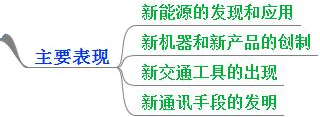 新能源的发现和应用
新机器和新产品的创制
主要表现
新交通工具的出现
新通讯手段的发明